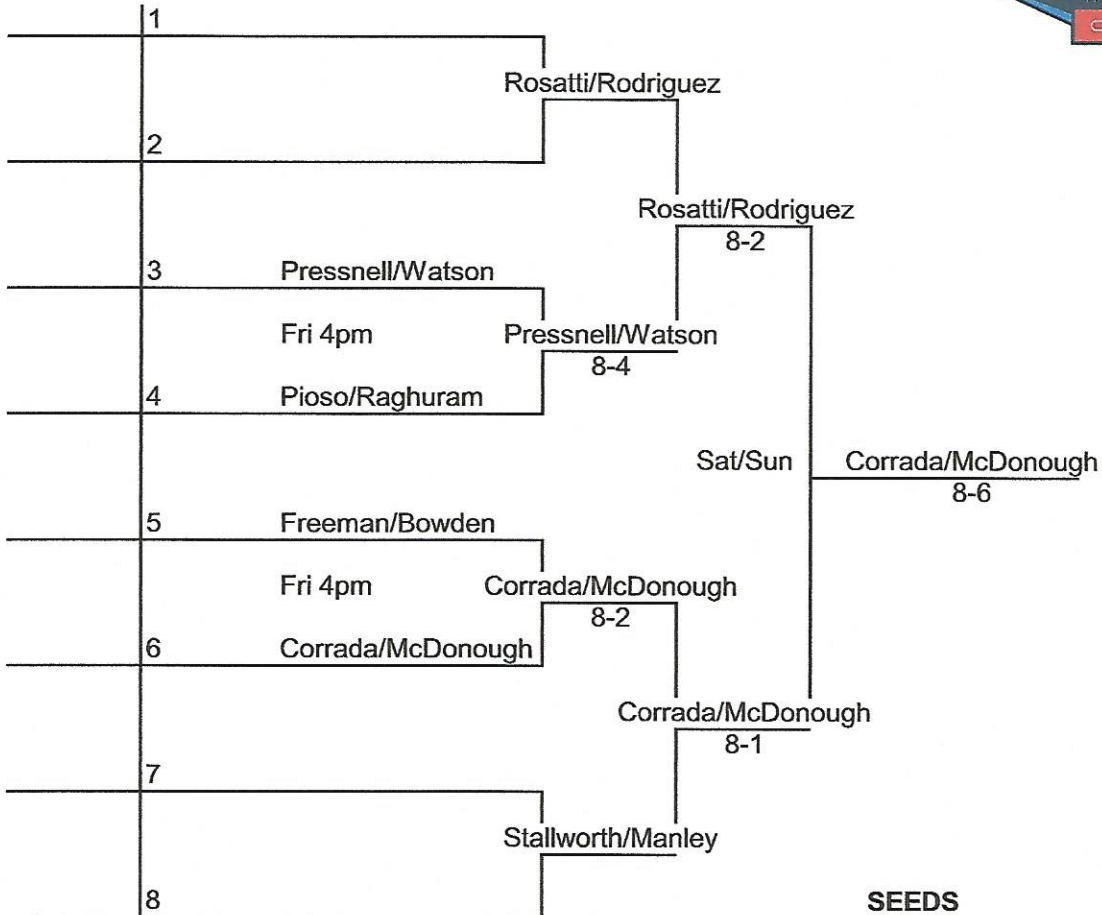 1
Rosatti/Rodriguez
2
Rosatti/Rodriguez
8-2
3 Pressnell/Watson
Fri 4pm Pressnell/Watson
8-4
4 Pioso/Raghuram
Sat/Sun Corrada/McDonough
8-6
5 Freeman/Bowden
Fri 4pm Corrada/McDonough
8-2
6 Corrada/McDonough
Corrada/McDonough
8-1
7
Stallworth/Manley
8
SEEDS